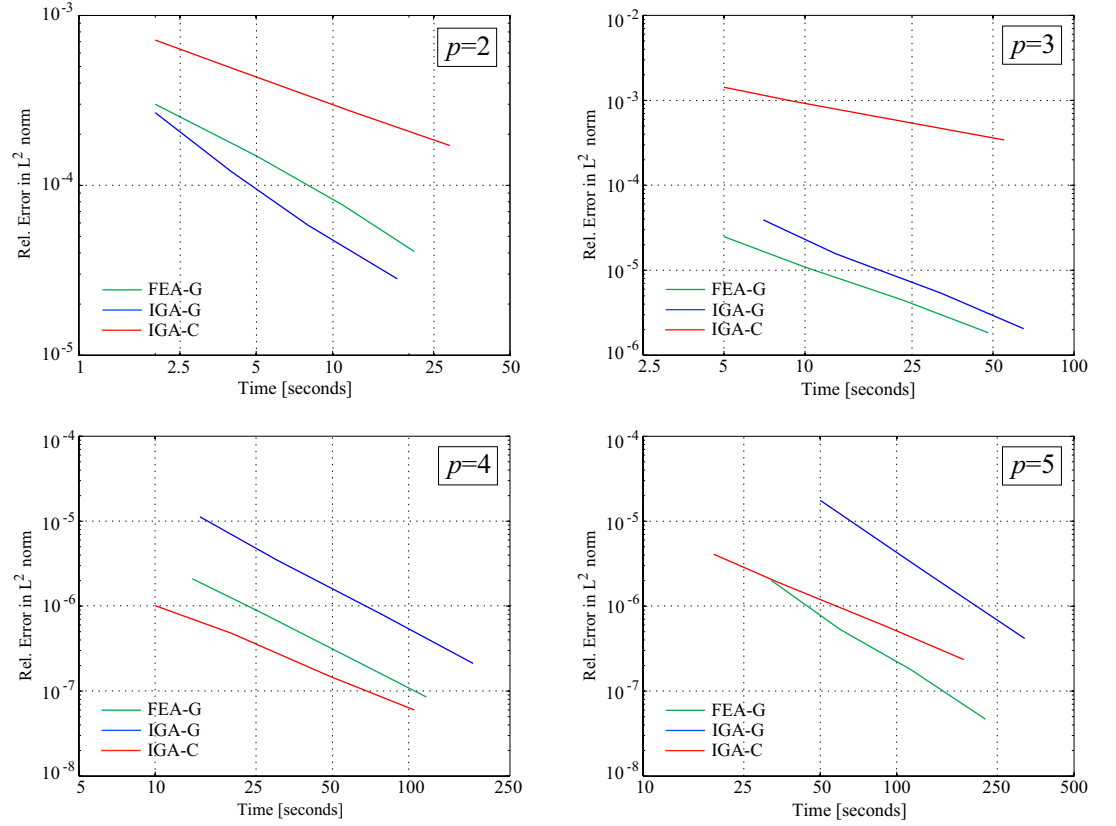 p=2
10^-3
10^-4
10^-5
Rel. Error in L^2 norm
FEA-G
IGA-G
IGA-C
1 2.5 5 10 25 50
Time [seconds]
p=3
10^-2
10^-3
10^-4
10^-5
10^-6
Rel. Error in L^2 norm
FEA-G
IGA-G
IGA-C
2.5 5 10 25 50 100
Time [seconds]
p=4
10^-4
10^-5
10^-6
10^-7
10^-8
Rel. Error in L^2 norm
FEA-G
IGA-G
IGA-C
5 10 25 50 100 250
Time [seconds]
p=5
10^-4
10^-5
10^-6
10^-7
10^-8
Rel. Error in L^2 norm
FEA-G
IGA-G
IGA-C
10 25 50 100 250 500
Time [seconds]